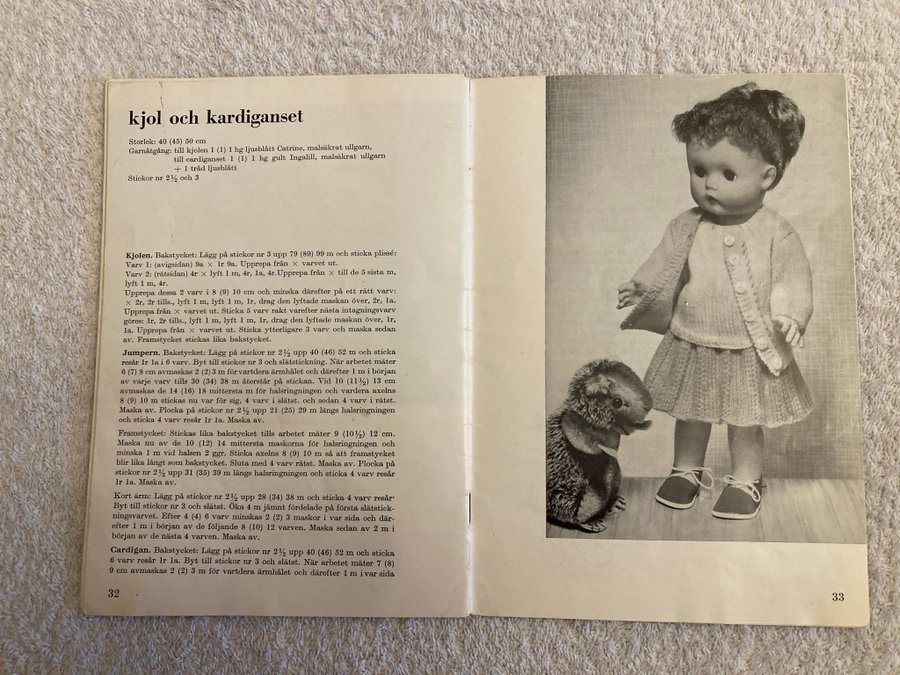 kjol och kardiganset
Storlek: 40 (45) 50 cm
Garnåtgång: till kjolen 1 (1) 1 hg ljusblått Catrine, malsäkrat ullgarn,
till cardiganset 1 (1) 1 hg gult Ingalill, malsäkrat ullgarn
+ 1 tråd ljusblått
Stickor nr 2½ och 3
Kjolen. Bakstycket: Lägg på stickor nr 3 upp 79 (89) 99 m och sticka plissé:
Varv 1: (avigsidan) 9a × 1r 9a. Upprepa från × varvet ut.
Varv 2: (rätsidan) 4r × lyft 1 m, 4r, 1a, 4r.Upprepa från × till de 5 sista m,
lyft 1 m, 4r.
Upprepa dessa 2 varv i 8 (9) 10 cm och minska därefter på ett rätt varv:
× 2r, 2r tills., lyft 1 m, lyft 1 m, 1r, drag den lyftade maskan över, 2r, 1a.
Upprepa från × varvet ut. Sticka 5 varv rakt varefter nästa intagningsvarv
göres: 1r, 2r tills., lyft 1 m, lyft 1 m, 1r, drag den lyftade maskan över, 1r,
1a. Upprepa från × varvet ut. Sticka ytterligare 3 varv och maska sedan
av. Framstycket stickas lika bakstycket.
Jumpern. Bakstycket: Lägg på stickor nr 2½ upp 40 (46) 52 m och sticka
resår 1r 1a i 6 varv. Byt till stickor nr 3 och slätstickning. När arbetet mäter
6 (7) 8 cm avmaskas 2 (2) 3 m för vartdera ärmhålet och därefter 1 m i början
av varje varv tills 30 (34) 38 m återstår på stickan. Vid 10 (11½) 13 cm
avmaskas de 14 (16) 18 mittersta m för halsringningen och vardera axelns
8 (9) 10 m stickas nu var för sig, 4 varv i slätst. och sedan 4 varv i rätst.
Maska av. Plocka på stickor nr 2½ upp 21 (25) 29 m längs halsringningen
och sticka 4 varv resår 1r 1a. Maska av.
Framstycket: Stickas lika bakstycket tills arbetet mäter 9 (10½) 12 cm.
Maska nu av de 10 (12) 14 mittersta maskorna för halsringningen och
minska 1 m vid halsen 2 ggr. Sticka axelns 8 (9) 10 m så att framstycket
blir lika långt som bakstycket. Sluta med 4 varv rätst. Maska av. Plocka på
stickor nr 2½ upp 31 (35) 39 m längs halsringningen och sticka 4 varv resår
1r 1a. Maska av.
Kort ärm: Lägg på stickor nr 2½ upp 28 (34) 38 m och sticka 4 varv resår.
Byt till stickor nr 3 och slätst. Öka 4 m jämnt fördelade på första slätstick-
ningsvarvet. Efter 4 (4) 6 varv minskas 2 (2) 3 maskor i var sida och där-
efter 1 m i början av de följande 8 (10) 12 varven. Maska sedan av 2 m i
början av de nästa 4 varven. Maska av.
Cardigan. Bakstycket: Lägg på stickor nr 2½ upp 40 (46) 52 m och sticka
6 varv resår 1r 1a. Byt till stickor nr 3 och slätst. När arbetet mäter 7 (8)
9 cm avmaskas 2 (2) 3 m för vartdera ärmhålet och därefter 1 m i var sida
32
33